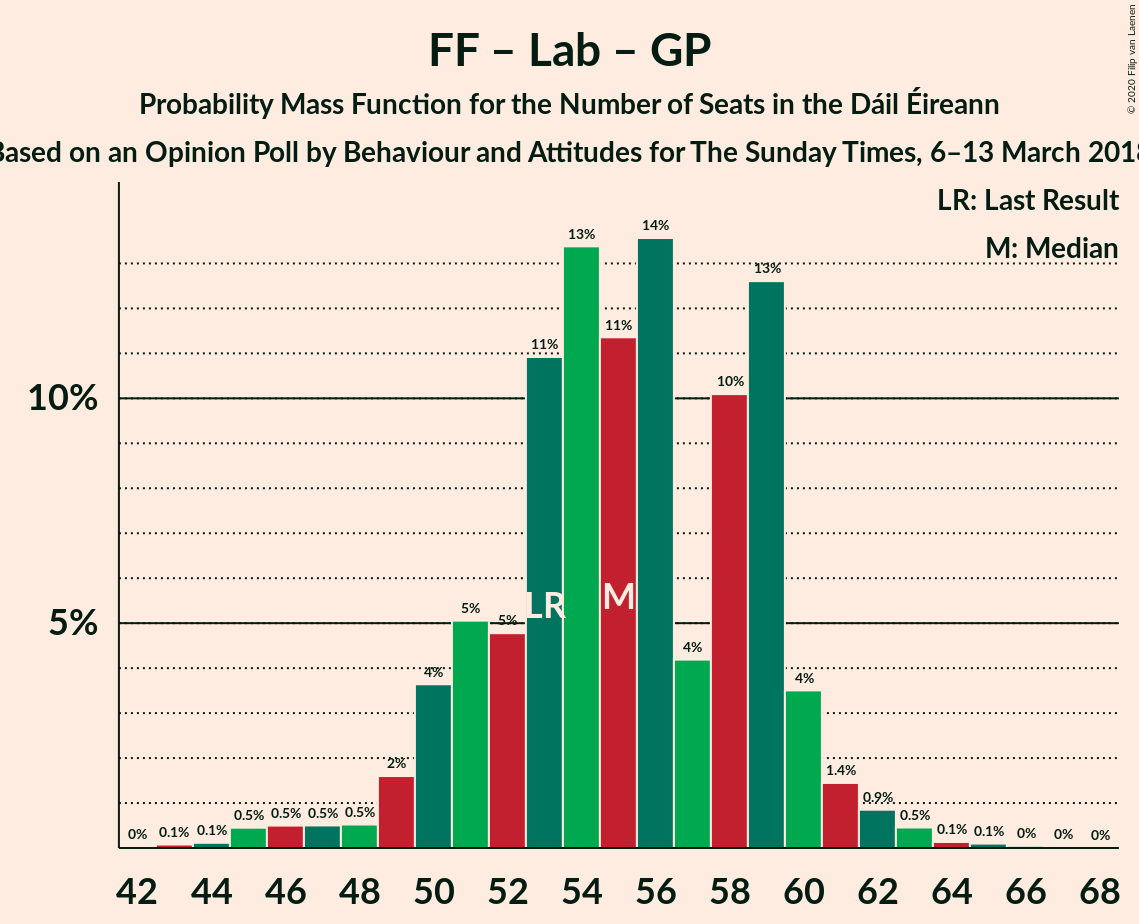 FF – Lab – GP
Probability Mass Function for the Number of Seats in the Dáil Éireann
Based on an Opinion Poll by Behaviour and Attitudes for The Sunday Times, 6–13 March 2018
© 2020 Filip van Laenen
LR: Last Result
M: Median
10%
5%
0% 0.1% 0.1% 0.5% 0.5% 0.5% 0.5% 2% 4% 5% 5% 11% 13% 11% 14% 4% 10% 13% 4% 1.4% 0.9% 0.5% 0.1% 0.1% 0% 0% 0%
LR M
42 44 46 48 50 52 54 56 58 60 62 64 66 68